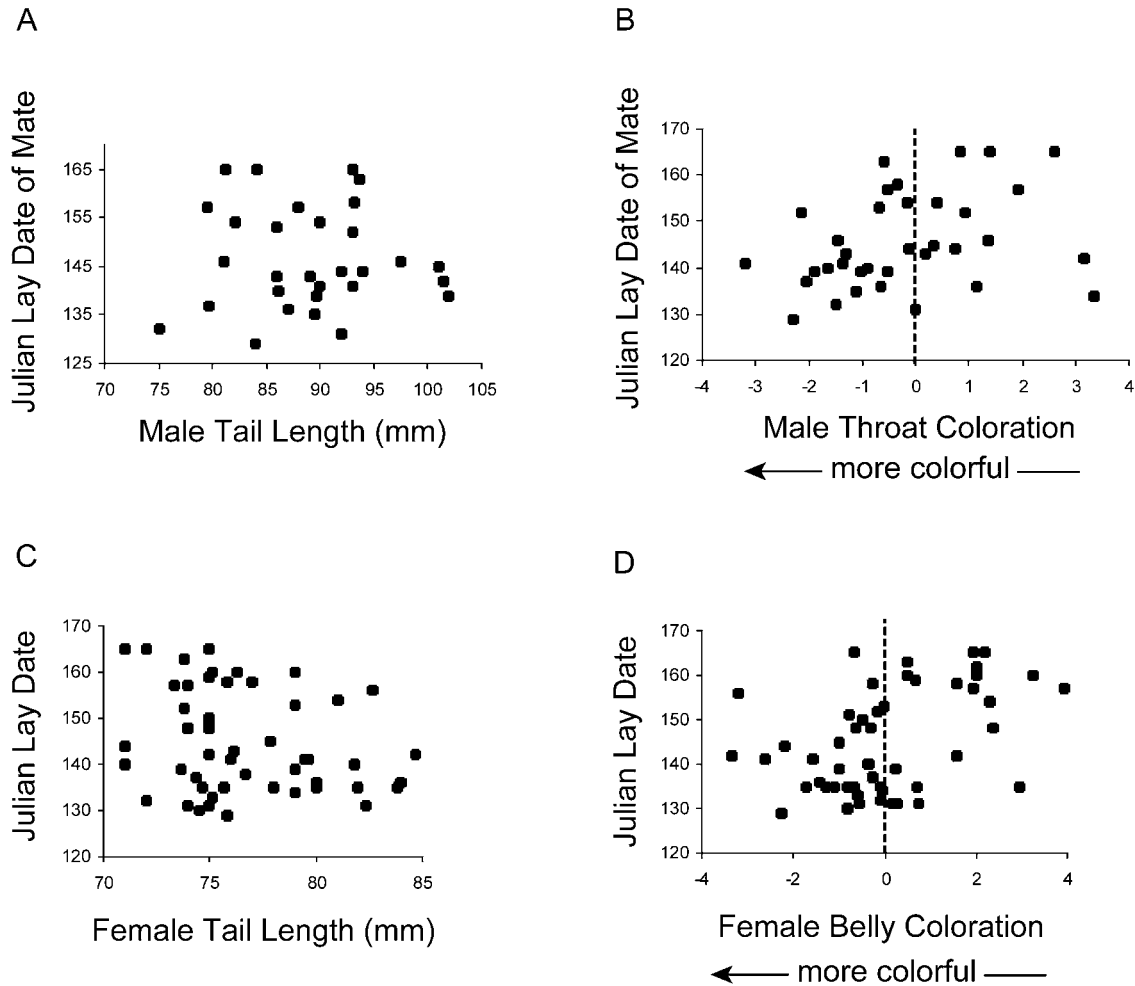 A
Julian Lay Date of Mate
165
155
145
135
125
70 75 80 85 90 95 100 105
Male Tail Length (mm)
B
Julian Lay Date of Mate
170
160
150
140
130
120
-4 -3 -2 -1 0 1 2 3 4
Male Throat Coloration
more colorful
C
Julian Lay Date
170
160
150
140
130
120
70 75 80 85
Female Tail Length (mm)
D
Julian Lay Date
170
160
150
140
130
120
-4 -2 0 2 4
Female Belly Coloration
more colorful